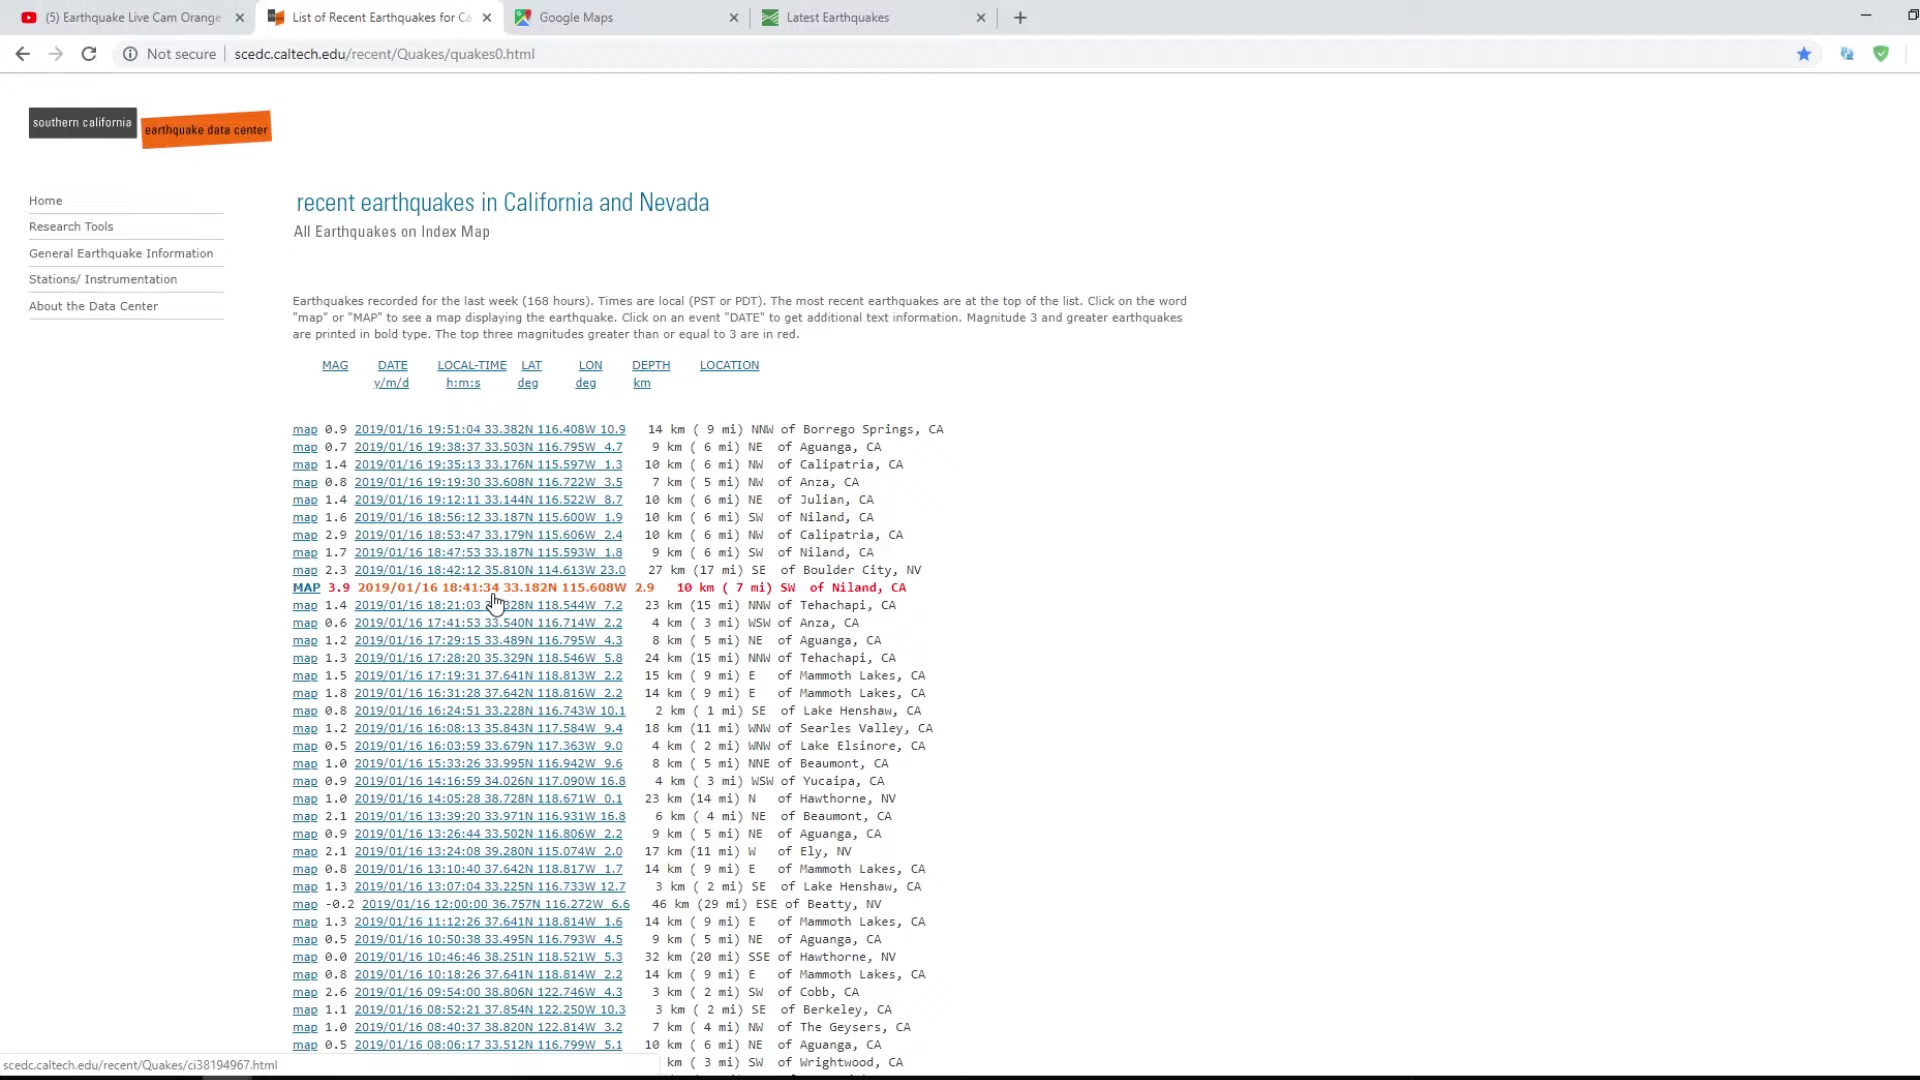 (5) Earthquake Live Cam Orange
List of Recent Earthquakes for Ca
Google Maps
Latest Earthquakes
Not secure | scedc.caltech.edu/recent/Quakes/quakes0.html
southern california
earthquake data center
Home
Research Tools
General Earthquake Information
Stations/ Instrumentation
About the Data Center
recent earthquakes in California and Nevada
All Earthquakes on Index Map
Earthquakes recorded for the last week (168 hours). Times are local (PST or PDT). The most recent earthquakes are at the top of the list. Click on the word
"map" or "MAP" to see a map displaying the earthquake. Click on an event "DATE" to get additional text information. Magnitude 3 and greater earthquakes
are printed in bold type. The top three magnitudes greater than or equal to 3 are in red.
MAG DATE LOCAL-TIME LAT LON DEPTH LOCATION
y/m/d h:m:s deg deg km
map 0.9 2019/01/16 19:51:04 33.382N 116.408W 10.9 14 km ( 9 mi) NNW of Borrego Springs, CA
map 0.7 2019/01/16 19:38:37 33.503N 116.795W 4.7 9 km ( 6 mi) NE of Aguanga, CA
map 1.4 2019/01/16 19:35:13 33.176N 115.597W 1.3 10 km ( 6 mi) NW of Calipatria, CA
map 0.8 2019/01/16 19:19:30 33.608N 116.722W 3.5 7 km ( 5 mi) NW of Anza, CA
map 1.4 2019/01/16 19:12:11 33.144N 116.522W 8.7 10 km ( 6 mi) NE of Julian, CA
map 1.6 2019/01/16 18:56:12 33.187N 115.600W 1.9 10 km ( 6 mi) SW of Niland, CA
map 2.9 2019/01/16 18:53:47 33.179N 115.606W 2.4 10 km ( 6 mi) NW of Calipatria, CA
map 1.7 2019/01/16 18:47:53 33.187N 115.593W 1.8 9 km ( 6 mi) SW of Niland, CA
map 2.3 2019/01/16 18:42:12 35.810N 114.613W 23.0 27 km (17 mi) SE of Boulder City, NV
MAP 3.9 2019/01/16 18:41:34 33.182N 115.608W 2.9 10 km ( 7 mi) SW of Niland, CA
map 1.4 2019/01/16 18:21:03 328N 118.544W 7.2 23 km (15 mi) NNW of Tehachapi, CA
map 0.6 2019/01/16 17:41:53 33.540N 116.714W 2.2 4 km ( 3 mi) WSW of Anza, CA
map 1.2 2019/01/16 17:29:15 33.489N 116.795W 4.3 8 km ( 5 mi) NE of Aguanga, CA
map 1.3 2019/01/16 17:28:20 35.329N 118.546W 5.8 24 km (15 mi) NNW of Tehachapi, CA
map 1.5 2019/01/16 17:19:31 37.641N 118.813W 2.2 15 km ( 9 mi) E of Mammoth Lakes, CA
map 1.8 2019/01/16 16:31:28 37.642N 118.816W 2.2 14 km ( 9 mi) E of Mammoth Lakes, CA
map 0.8 2019/01/16 16:24:51 33.228N 116.743W 10.1 2 km ( 1 mi) SE of Lake Henshaw, CA
map 1.2 2019/01/16 16:08:13 35.843N 117.584W 9.4 18 km (11 mi) WNW of Searles Valley, CA
map 0.5 2019/01/16 16:03:59 33.679N 117.363W 9.0 4 km ( 2 mi) WNW of Lake Elsinore, CA
map 1.0 2019/01/16 15:33:26 33.995N 116.942W 9.6 8 km ( 5 mi) NNE of Beaumont, CA
map 0.9 2019/01/16 14:16:59 34.026N 117.090W 16.8 4 km ( 3 mi) WSW of Yucaipa, CA
map 1.0 2019/01/16 14:05:28 38.728N 118.671W 0.1 23 km (14 mi) N of Hawthorne, NV
map 2.1 2019/01/16 13:39:20 33.971N 116.931W 16.8 6 km ( 4 mi) NE of Beaumont, CA
map 0.9 2019/01/16 13:26:44 33.502N 116.806W 2.2 9 km ( 5 mi) NE of Aguanga, CA
map 2.1 2019/01/16 13:24:08 39.280N 115.074W 2.0 17 km (11 mi) W of Ely, NV
map 0.8 2019/01/16 13:10:40 37.642N 118.817W 1.7 14 km ( 9 mi) E of Mammoth Lakes, CA
map 1.3 2019/01/16 13:07:04 33.225N 116.733W 12.7 3 km ( 2 mi) SE of Lake Henshaw, CA
map -0.2 2019/01/16 12:00:00 36.757N 116.272W 6.6 46 km (29 mi) ESE of Beatty, NV
map 1.3 2019/01/16 11:12:26 37.641N 118.814W 1.6 14 km ( 9 mi) E of Mammoth Lakes, CA
map 0.5 2019/01/16 10:50:38 33.495N 116.793W 4.5 9 km ( 5 mi) NE of Aguanga, CA
map 0.0 2019/01/16 10:46:46 38.251N 118.521W 5.3 32 km (20 mi) SSE of Hawthorne, NV
map 0.8 2019/01/16 10:18:26 37.641N 118.814W 2.2 14 km ( 9 mi) E of Mammoth Lakes, CA
map 2.6 2019/01/16 09:54:00 38.806N 122.746W 4.3 3 km ( 2 mi) SW of Cobb, CA
map 1.1 2019/01/16 08:52:21 37.854N 122.250W 10.3 3 km ( 2 mi) SE of Berkeley, CA
map 1.0 2019/01/16 08:40:37 38.820N 122.814W 3.2 7 km ( 4 mi) NW of The Geysers, CA
map 0.5 2019/01/16 08:06:17 33.512N 116.799W 5.1 10 km ( 6 mi) NE of Aguanga, CA
km ( 3 mi) SW of Wrightwood, CA
scedc.caltech.edu/recent/Quakes/ci38194967.html